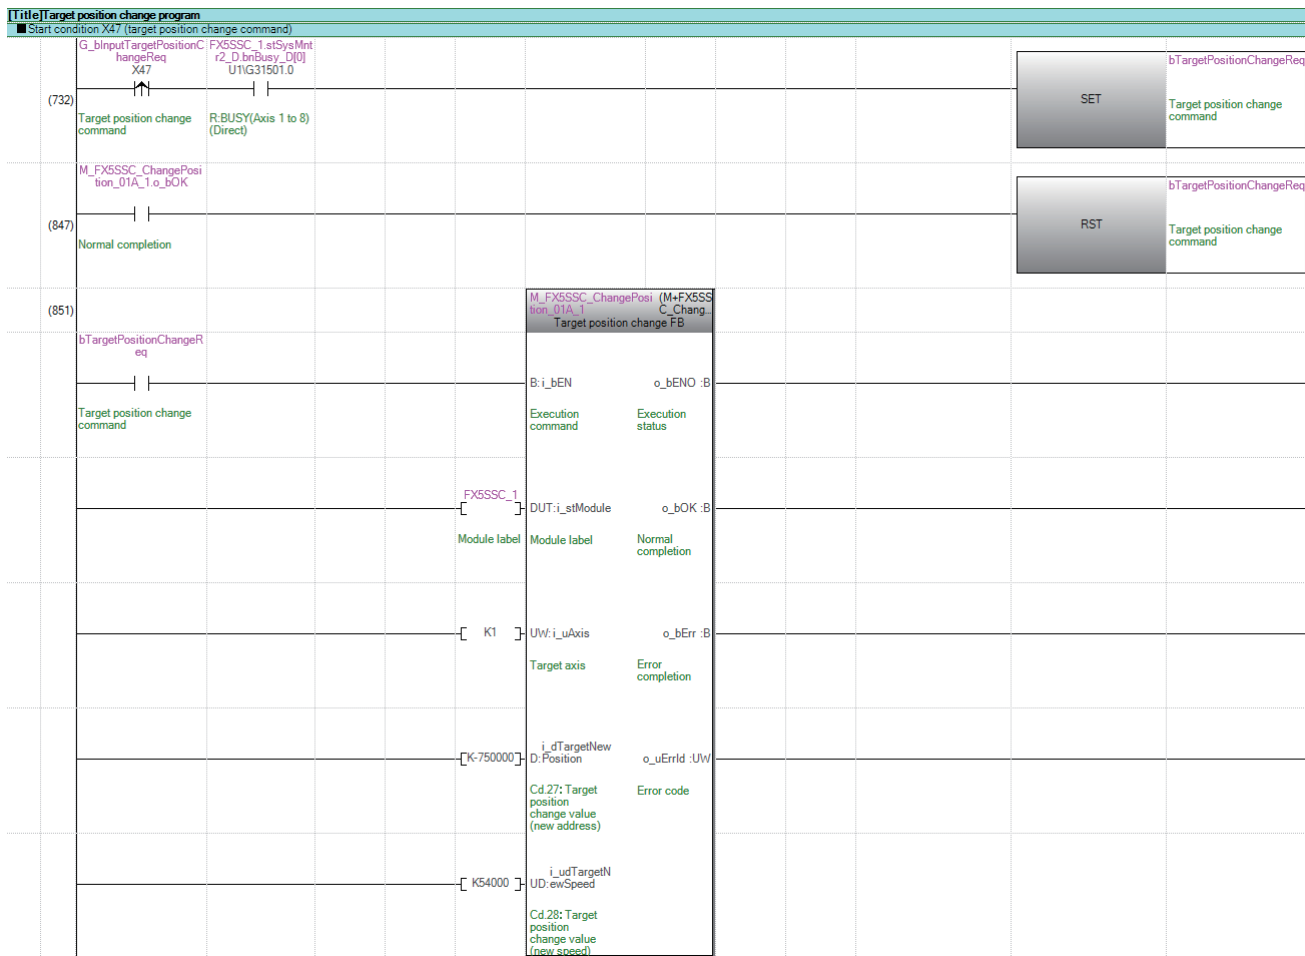 [Title]Target position change program
■Start condition X47 (target position change command)
G_bInputTargetPositionC
hangeReq
X47
FX5SSC_1.stSysMnt
r2_D.bnBusy_D[0]
U1\G31501.0
(732)
Target position change
command
R:BUSY(Axis 1 to 8)
(Direct)
SET
bTargetPositionChangeReq
Target position change
command
M_FX5SSC_ChangePosi
tion_01A_1.o_bOK
(847)
Normal completion
RST
bTargetPositionChangeReq
Target position change
command
(851)
M_FX5SSC_ChangePosi
tion_01A_1
(M+FX5SS
C_Chang...
Target position change FB
bTargetPositionChangeR
eq
Target position change
command
B:i_bEN
o_bENO :B
Execution
command
Execution
status
FX5SSC_1
DUT:i_stModule
o_bOK :B
Module label
Module label
Normal
completion
K1
UW:i_uAxis
o_bErr :B
Target axis
Error
completion
K-750000
i_dTargetNew
D:Position
o_uErrId :UW
Cd.27: Target
position
change value
(new address)
Error code
K54000
i_udTargetN
UD:ewSpeed
Cd.28: Target
position
change value
(new speed)